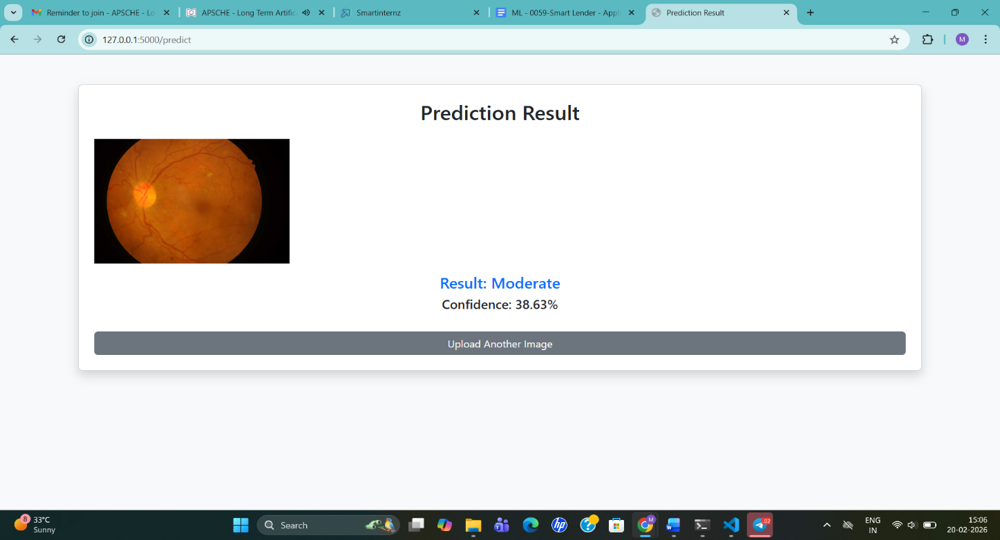 Reminder to join - APSCHE - Lo
APSCHE - Long Term Artific
Smartinternz
ML - 0059-Smart Lender - Appl
Prediction Result
127.0.0.1:5000/predict
M
Prediction Result
Result: Moderate
Confidence: 38.63%
Upload Another Image
8
33°C
Sunny
Search
hp
M
02
ENG
IN
15:06
20-02-2026